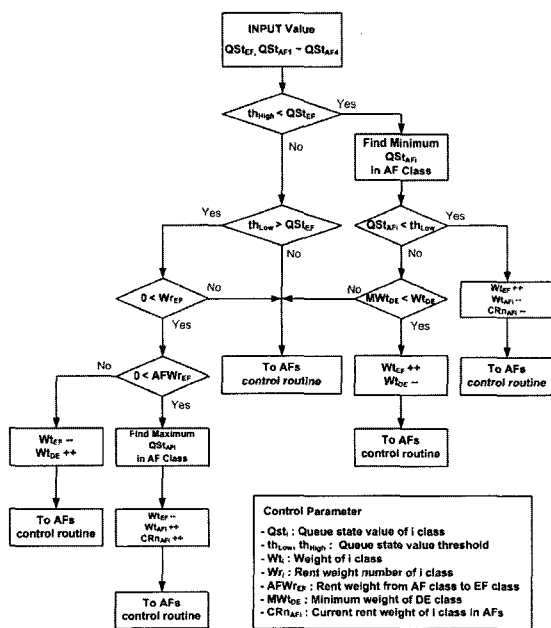 INPUT Value
QSt_EF, QSt_AF1 ~ QSt_AF4
th_High < QSt_EF
Yes
No
Find Minimum
QSt_AFi
in AF Class
th_Low > QSt_EF
Yes
No
QSt_AFi < th_Low
Yes
No
0 < Wr_EF
No
Yes
MWt_DE < Wt_DE
No
Yes
Wt_EF ++
Wt_AFi --
CRn_AFi --
To AFs
control routine
To AFs
control routine
Wt_EF ++
Wt_DE --
To AFs
control routine
0 < AFWr_EF
No
Yes
Wt_EF --
Wt_DE ++
To AFs
control routine
Find Maximum
QSt_AFi
in AF Class
Wt_EF --
Wt_AFi ++
CRn_AFi ++
To AFs
control routine
Control Parameter
- Qst_i : Queue state value of i class
- th_Low, th_High : Queue state value threshold
- Wt_i : Weight of i class
- Wr_i : Rent weight number of i class
- AFWr_EF : Rent weight from AF class to EF class
- MWt_DE : Minimum weight of DE class
- CRn_AFi : Current rent weight of i class in AFs